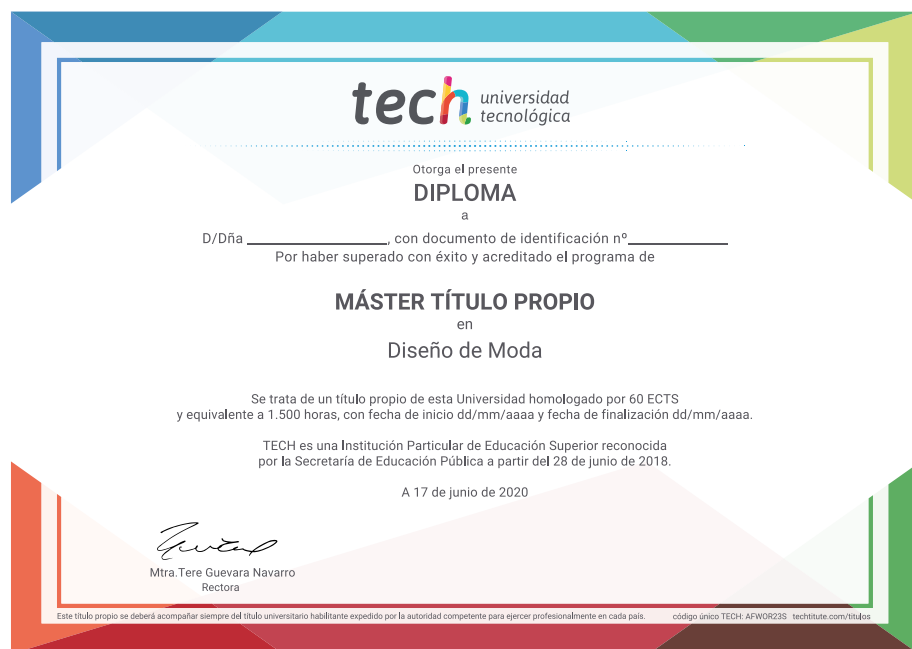 tech universidad
tecnológica
Otorga el presente
DIPLOMA
a
D/Dña ____________________, con documento de identificación nº______________
Por haber superado con éxito y acreditado el programa de
MÁSTER TÍTULO PROPIO
en
Diseño de Moda
Se trata de un título propio de esta Universidad homologado por 60 ECTS
y equivalente a 1.500 horas, con fecha de inicio dd/mm/aaaa y fecha de finalización dd/mm/aaaa.
TECH es una Institución Particular de Educación Superior reconocida
por la Secretaría de Educación Pública a partir del 28 de junio de 2018.
A 17 de junio de 2020
Mtra.Tere Guevara Navarro
Rectora
Este título propio se deberá acompañar siempre del título universitario habilitante expedido por la autoridad competente para ejercer profesionalmente en cada país. código único TECH: AFWOR23S techtitute.com/titulos